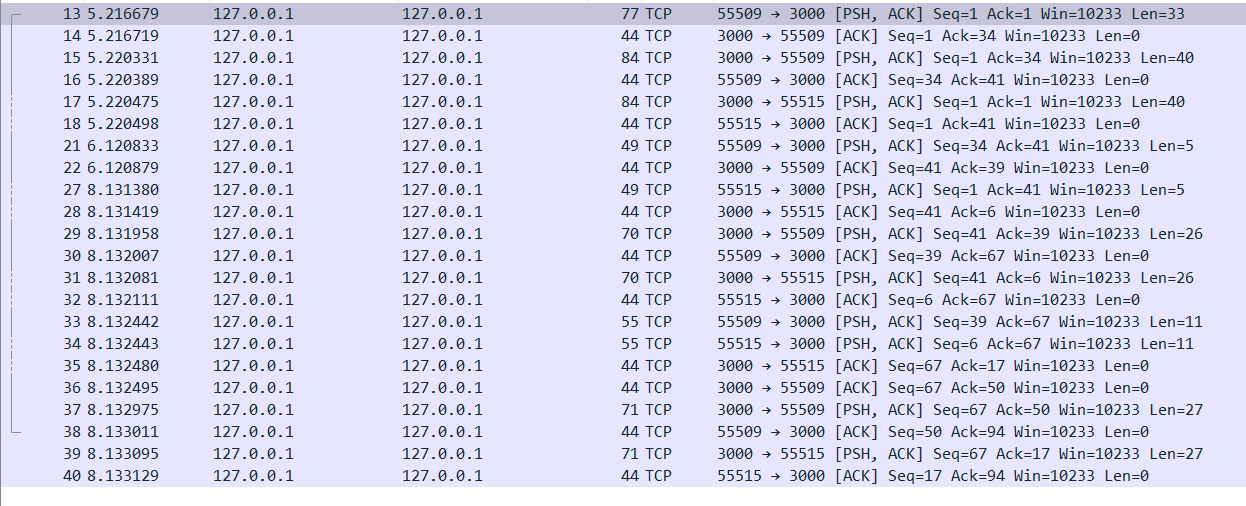 13 5.216679 127.0.0.1 127.0.0.1 77 TCP 55509 → 3000 [PSH, ACK] Seq=1 Ack=1 Win=10233 Len=33
14 5.216719 127.0.0.1 127.0.0.1 44 TCP 3000 → 55509 [ACK] Seq=1 Ack=34 Win=10233 Len=0
15 5.220331 127.0.0.1 127.0.0.1 84 TCP 3000 → 55509 [PSH, ACK] Seq=1 Ack=34 Win=10233 Len=40
16 5.220389 127.0.0.1 127.0.0.1 44 TCP 55509 → 3000 [ACK] Seq=34 Ack=41 Win=10233 Len=0
17 5.220475 127.0.0.1 127.0.0.1 84 TCP 3000 → 55515 [PSH, ACK] Seq=1 Ack=1 Win=10233 Len=40
18 5.220498 127.0.0.1 127.0.0.1 44 TCP 55515 → 3000 [ACK] Seq=1 Ack=41 Win=10233 Len=0
21 6.120833 127.0.0.1 127.0.0.1 49 TCP 55509 → 3000 [PSH, ACK] Seq=34 Ack=41 Win=10233 Len=5
22 6.120879 127.0.0.1 127.0.0.1 44 TCP 3000 → 55509 [ACK] Seq=41 Ack=39 Win=10233 Len=0
27 8.131380 127.0.0.1 127.0.0.1 49 TCP 55515 → 3000 [PSH, ACK] Seq=1 Ack=41 Win=10233 Len=5
28 8.131419 127.0.0.1 127.0.0.1 44 TCP 3000 → 55515 [ACK] Seq=41 Ack=6 Win=10233 Len=0
29 8.131958 127.0.0.1 127.0.0.1 70 TCP 3000 → 55509 [PSH, ACK] Seq=41 Ack=39 Win=10233 Len=26
30 8.132007 127.0.0.1 127.0.0.1 44 TCP 55509 → 3000 [ACK] Seq=39 Ack=67 Win=10233 Len=0
31 8.132081 127.0.0.1 127.0.0.1 70 TCP 3000 → 55515 [PSH, ACK] Seq=41 Ack=6 Win=10233 Len=26
32 8.132111 127.0.0.1 127.0.0.1 44 TCP 55515 → 3000 [ACK] Seq=6 Ack=67 Win=10233 Len=0
33 8.132442 127.0.0.1 127.0.0.1 55 TCP 55509 → 3000 [PSH, ACK] Seq=39 Ack=67 Win=10233 Len=11
34 8.132443 127.0.0.1 127.0.0.1 55 TCP 55515 → 3000 [PSH, ACK] Seq=6 Ack=67 Win=10233 Len=11
35 8.132480 127.0.0.1 127.0.0.1 44 TCP 3000 → 55515 [ACK] Seq=67 Ack=17 Win=10233 Len=0
36 8.132495 127.0.0.1 127.0.0.1 44 TCP 3000 → 55509 [ACK] Seq=67 Ack=50 Win=10233 Len=0
37 8.132975 127.0.0.1 127.0.0.1 71 TCP 3000 → 55509 [PSH, ACK] Seq=67 Ack=50 Win=10233 Len=27
38 8.133011 127.0.0.1 127.0.0.1 44 TCP 55509 → 3000 [ACK] Seq=50 Ack=94 Win=10233 Len=0
39 8.133095 127.0.0.1 127.0.0.1 71 TCP 3000 → 55515 [PSH, ACK] Seq=67 Ack=17 Win=10233 Len=27
40 8.133129 127.0.0.1 127.0.0.1 44 TCP 55515 → 3000 [ACK] Seq=17 Ack=94 Win=10233 Len=0